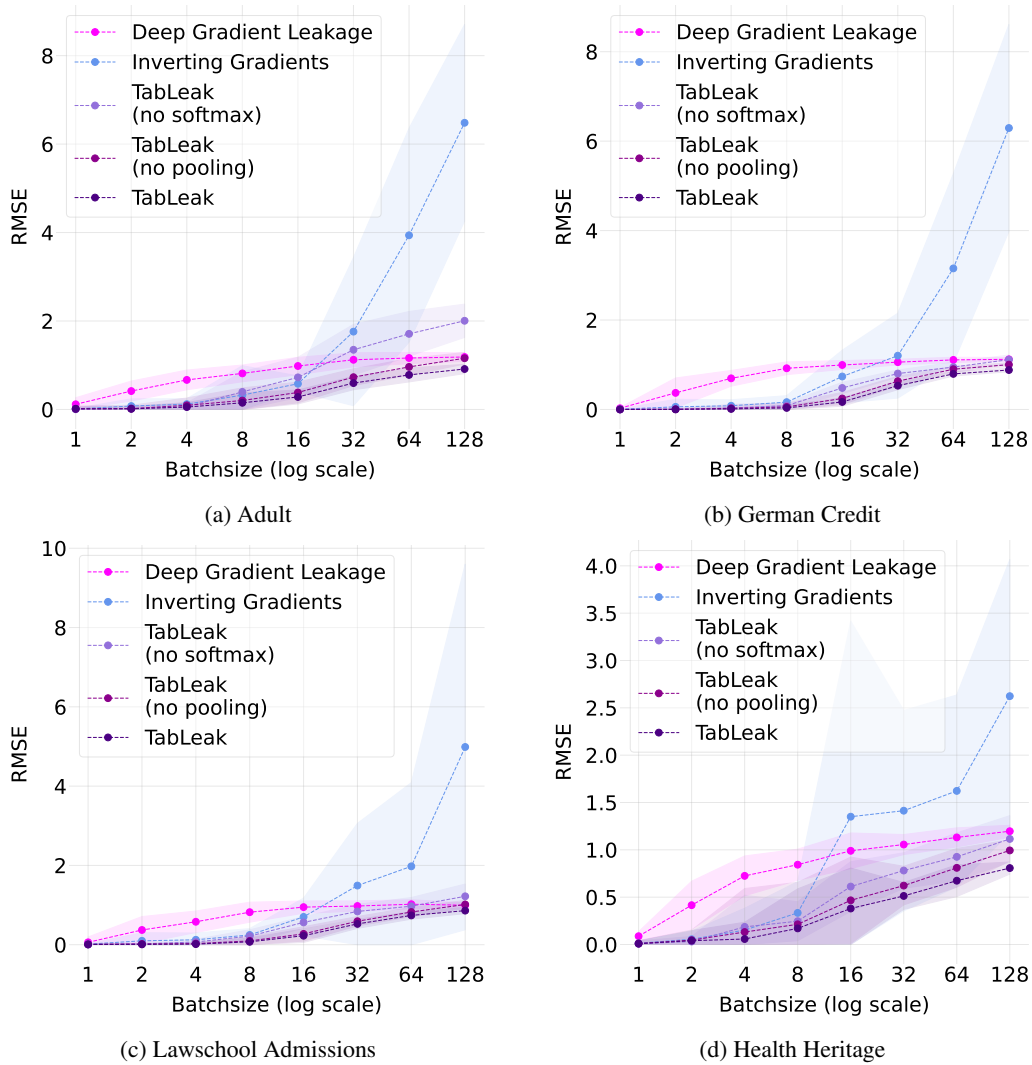 Deep Gradient Leakage
Inverting Gradients
TabLeak
(no softmax)
TabLeak
(no pooling)
TabLeak
RMSE
8
6
4
2
0
1 2 4 8 16 32 64 128
Batchsize (log scale)
(a) Adult
Deep Gradient Leakage
Inverting Gradients
TabLeak
(no softmax)
TabLeak
(no pooling)
TabLeak
RMSE
8
6
4
2
0
1 2 4 8 16 32 64 128
Batchsize (log scale)
(b) German Credit
Deep Gradient Leakage
Inverting Gradients
TabLeak
(no softmax)
TabLeak
(no pooling)
TabLeak
RMSE
10
8
6
4
2
0
1 2 4 8 16 32 64 128
Batchsize (log scale)
(c) Lawschool Admissions
Deep Gradient Leakage
Inverting Gradients
TabLeak
(no softmax)
TabLeak
(no pooling)
TabLeak
RMSE
4.0
3.5
3.0
2.5
2.0
1.5
1.0
0.5
0.0
1 2 4 8 16 32 64 128
Batchsize (log scale)
(d) Health Heritage